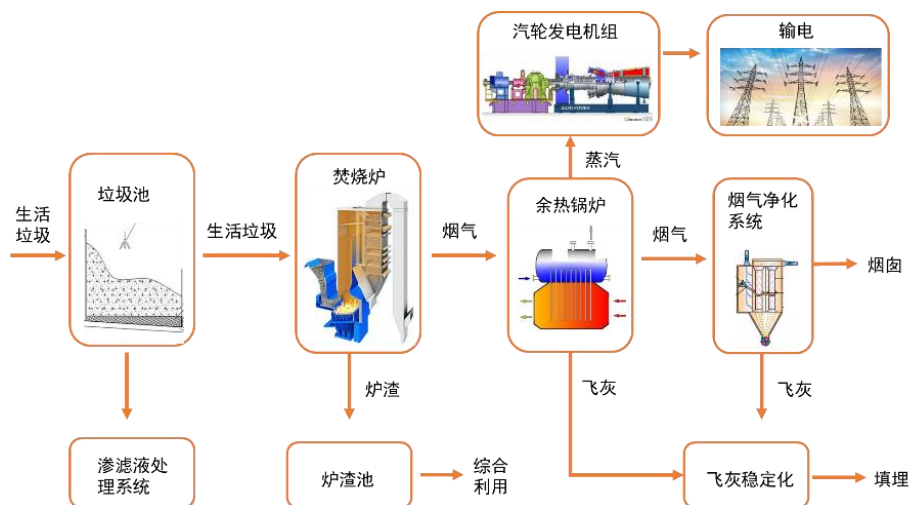 汽轮发电机组
输电
蒸汽
垃圾池
焚烧炉
余热锅炉
烟气净化
系统
生活
垃圾
生活垃圾
烟气
烟气
烟囱
炉渣
飞灰
飞灰
渗滤液处
理系统
炉渣池
综合
利用
飞灰稳定化
填埋